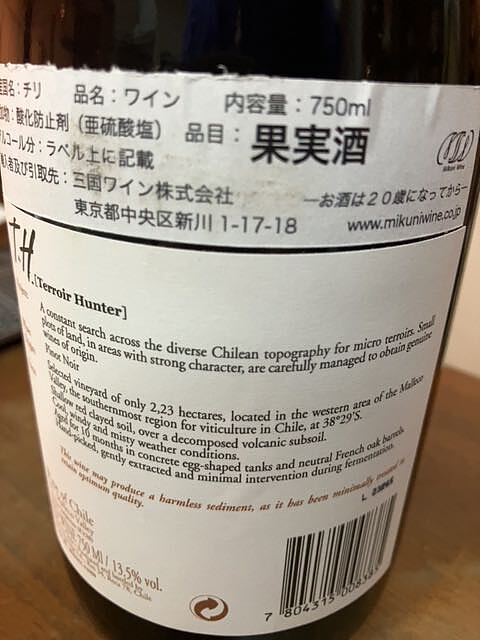 国名：チリ 品名：ワイン 内容量：750ml
酸化防止剤（亜硫酸塩） 品目：果実酒
ルコール分：ラベル上に記載
者及び引取先：三國ワイン株式会社 —お酒は２０歳になってから—
東京都中央区新川 1-17-18 www.mikuniwine.co.jp
Mikuni Wine
T.H.
[Terroir Hunter]
A constant search across the diverse Chilean topography for micro terroirs. Small
plots of land, in areas with strong character, are carefully managed to obtain genuine
wines of origin.
Pinot Noir
Selected vineyard of only 2,23 hectares, located in the western area of the Malleco
Valley, the southernmost region for viticulture in Chile, at 38°29'S.
Shallow red clayed soil, over a decomposed volcanic subsoil.
Cool, windy and misty weather conditions.
Aged for 16 months in concrete egg-shaped tanks and neutral French oak barrels.
Hand-picked, gently extracted and minimal intervention during fermentation.
This wine may produce a harmless sediment, as it has been minimally treated to
optimum quality.
of Chile
750 Ml / 13,5% vol.
Chile
7 804315 008